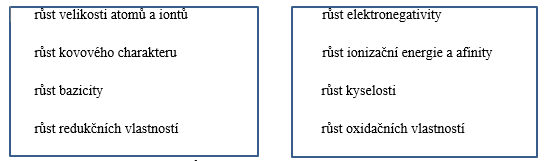 růst velikosti atomů a iontů
růst kovového charakteru
růst bazicity
růst redukčních vlastností
růst elektronegativity
růst ionizační energie a afinity
růst kyselosti
růst oxidačních vlastností